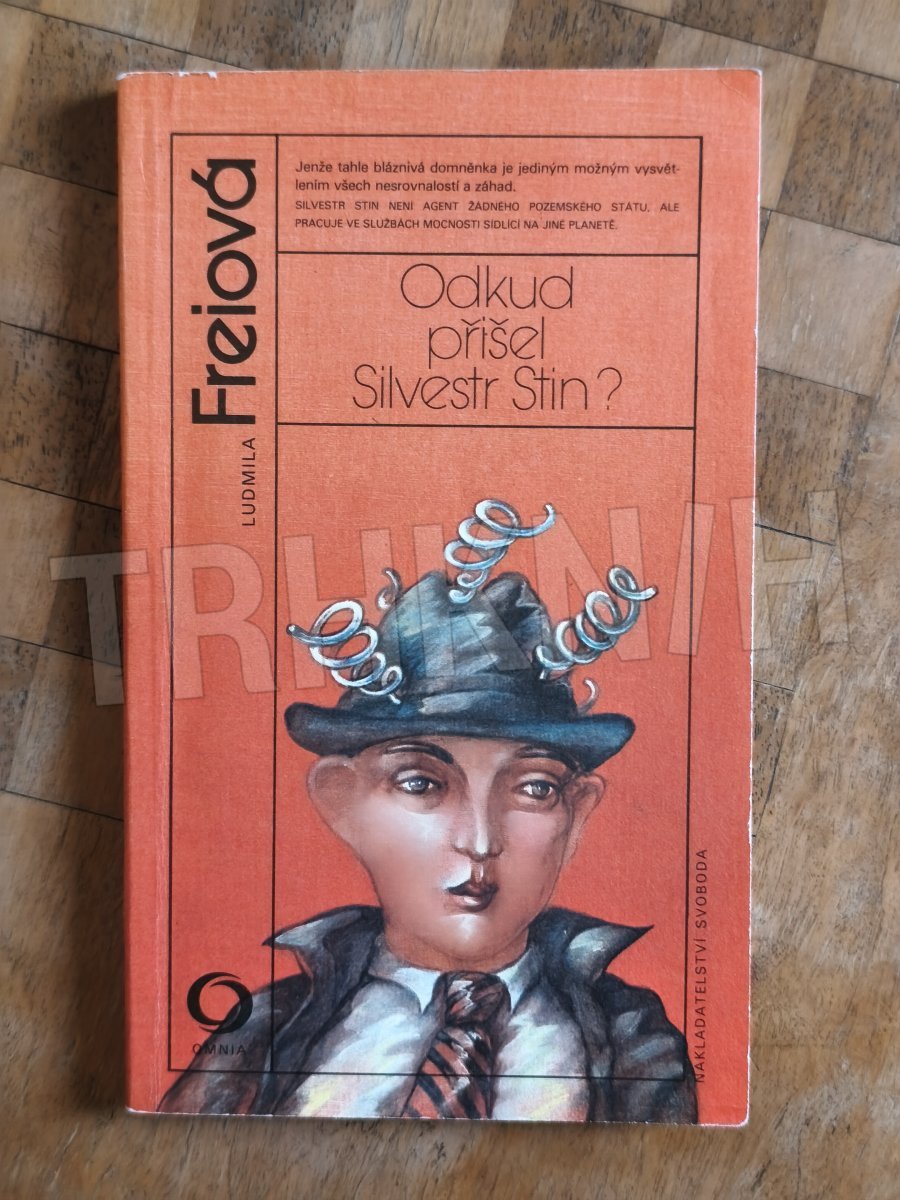 Jenže tahle bláznivá domněnka je jediným možným vysvět-
lením všech nesrovnalostí a záhad.
SILVESTR STIN NENÍ AGENT ŽÁDNÉHO POZEMSKÉHO STÁTU, ALE
PRACUJE VE SLUŽBÁCH MOCNOSTI SÍDLÍCÍ NA JINÉ PLANETĚ.
LUDMILA Freiová
Odkud
přišel
Silvestr Stin?
TRHKNIH
OMNIA
NAKLADATELSTVÍ SVOBODA